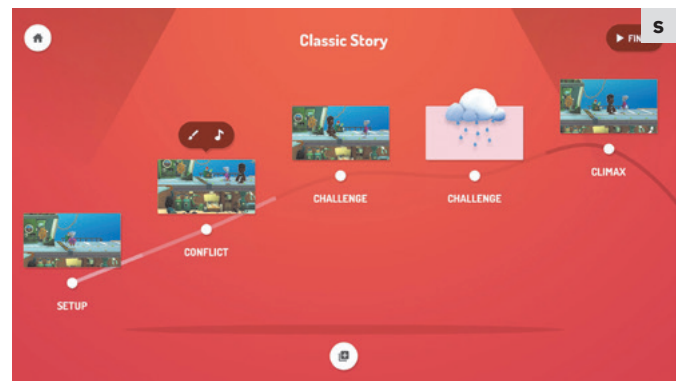 Classic Story
S
SETUP
CONFLICT
CHALLENGE
CHALLENGE
CLIMAX